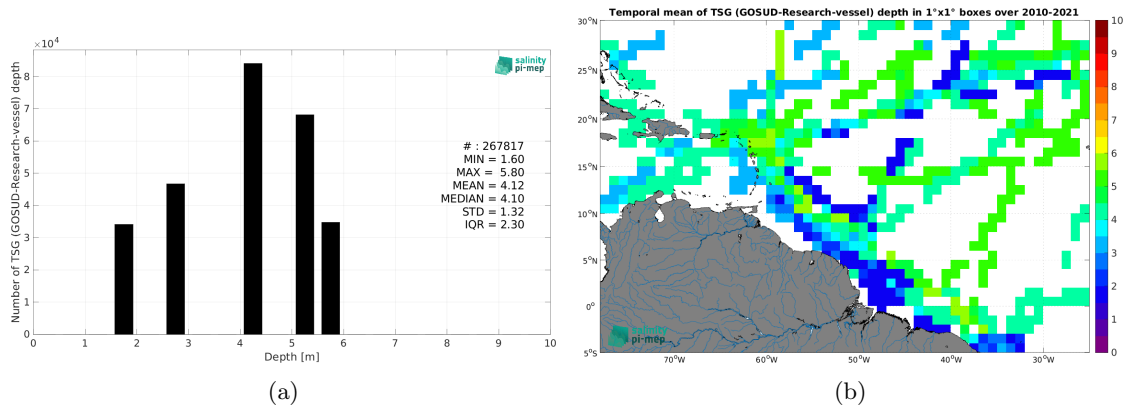 ×10⁴
Number of TSG (GOSUD-Research-vessel) depth
8
7
6
5
4
3
2
1
0
0 1 2 3 4 5 6 7 8 9 10
Depth [m]
salinity
pi-mep
# : 267817
MIN = 1.60
MAX = 5.80
MEAN = 4.12
MEDIAN = 4.10
STD = 1.32
IQR = 2.30
(a)
Temporal mean of TSG (GOSUD-Research-vessel) depth in 1°x1° boxes over 2010-2021
30°N
25°N
20°N
15°N
10°N
5°N
0°
5°S
70°W 60°W 50°W 40°W 30°W
salinity
pi-mep
10
9
8
7
6
5
4
3
2
1
0
(b)